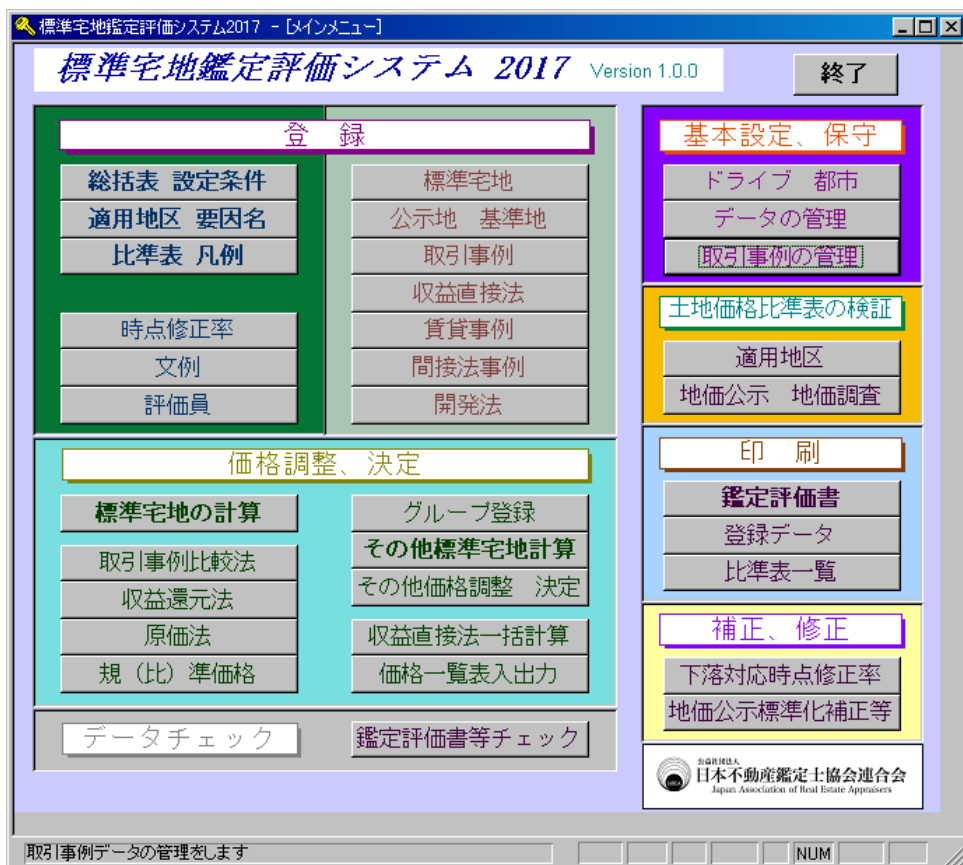 標準宅地鑑定評価システム2017 - [メインメニュー]
標準宅地鑑定評価システム 2017 Version 1.0.0
終了
登 録
総括表 設定条件
適用地区 要因名
比準表 凡例
時点修正率
文例
評価員
標準宅地
公示地 基準地
取引事例
収益直接法
賃貸事例
間接法事例
開発法
価格調整、決定
標準宅地の計算
取引事例比較法
収益還元法
原価法
規（比）準価格
グループ登録
その他標準宅地計算
その他価格調整 決定
収益直接法一括計算
価格一覧表入出力
データチェック
鑑定評価書等チェック
基本設定、保守
ドライブ 都市
データの管理
取引事例の管理
土地価格比準表の検証
適用地区
地価公示 地価調査
印 刷
鑑定評価書
登録データ
比準表一覧
補正、修正
下落対応時点修正率
地価公示標準化補正等
公益社団法人
日本不動産鑑定士協会連合会
Japan Association of Real Estate Appraisers
取引事例データの管理をします
NUM